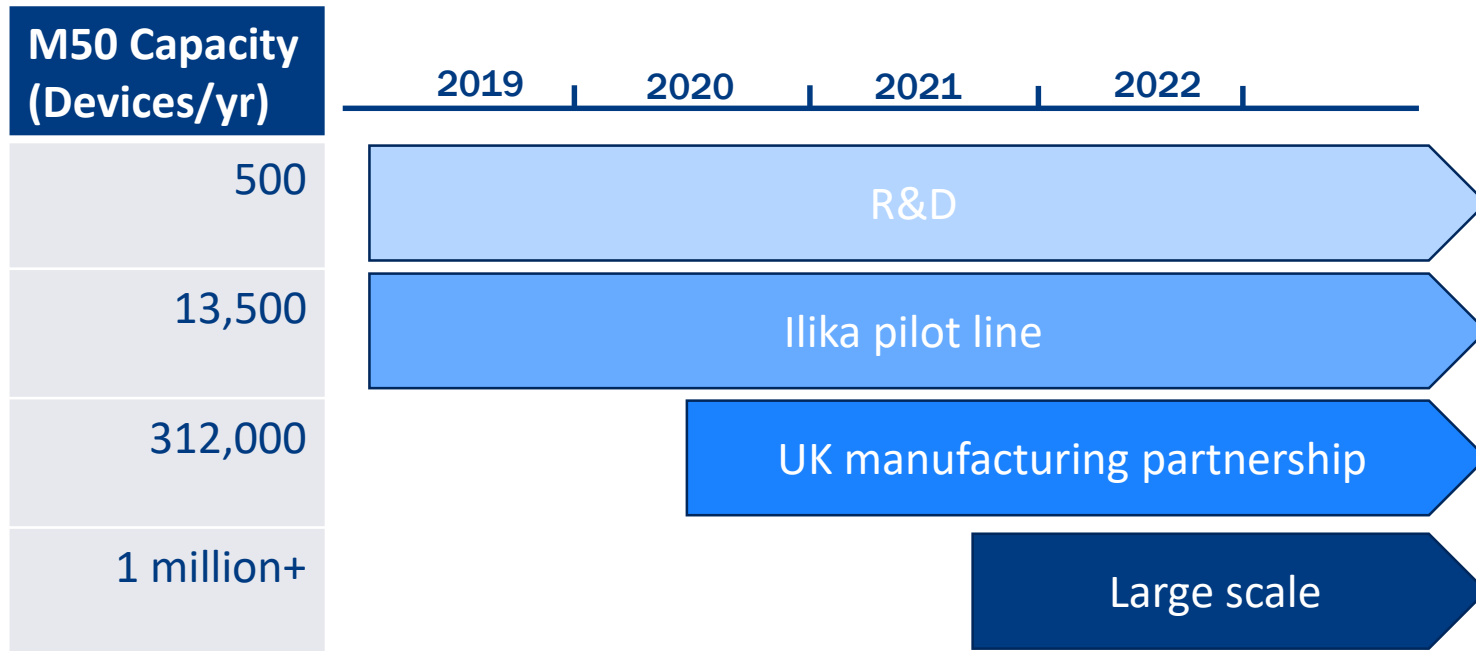 M50 Capacity
(Devices/yr)
2019 2020 2021 2022
500 R&D
13,500 Ilika pilot line
312,000 UK manufacturing partnership
1 million+ Large scale